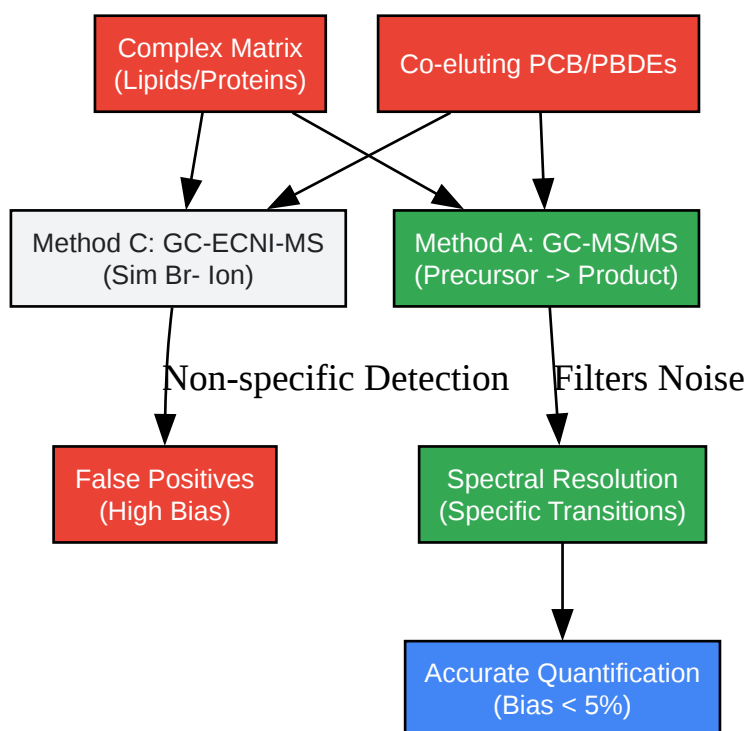 Complex Matrix
(Lipids/Proteins)
Co-eluting PCB/PBDEs
Method C: GC-ECNI-MS
(Sim Br- Ion)
Method A: GC-MS/MS
(Precursor -> Product)
Non-specific Detection
Filters Noise
False Positives
(High Bias)
Spectral Resolution
(Specific Transitions)
Accurate Quantification
(Bias < 5%)